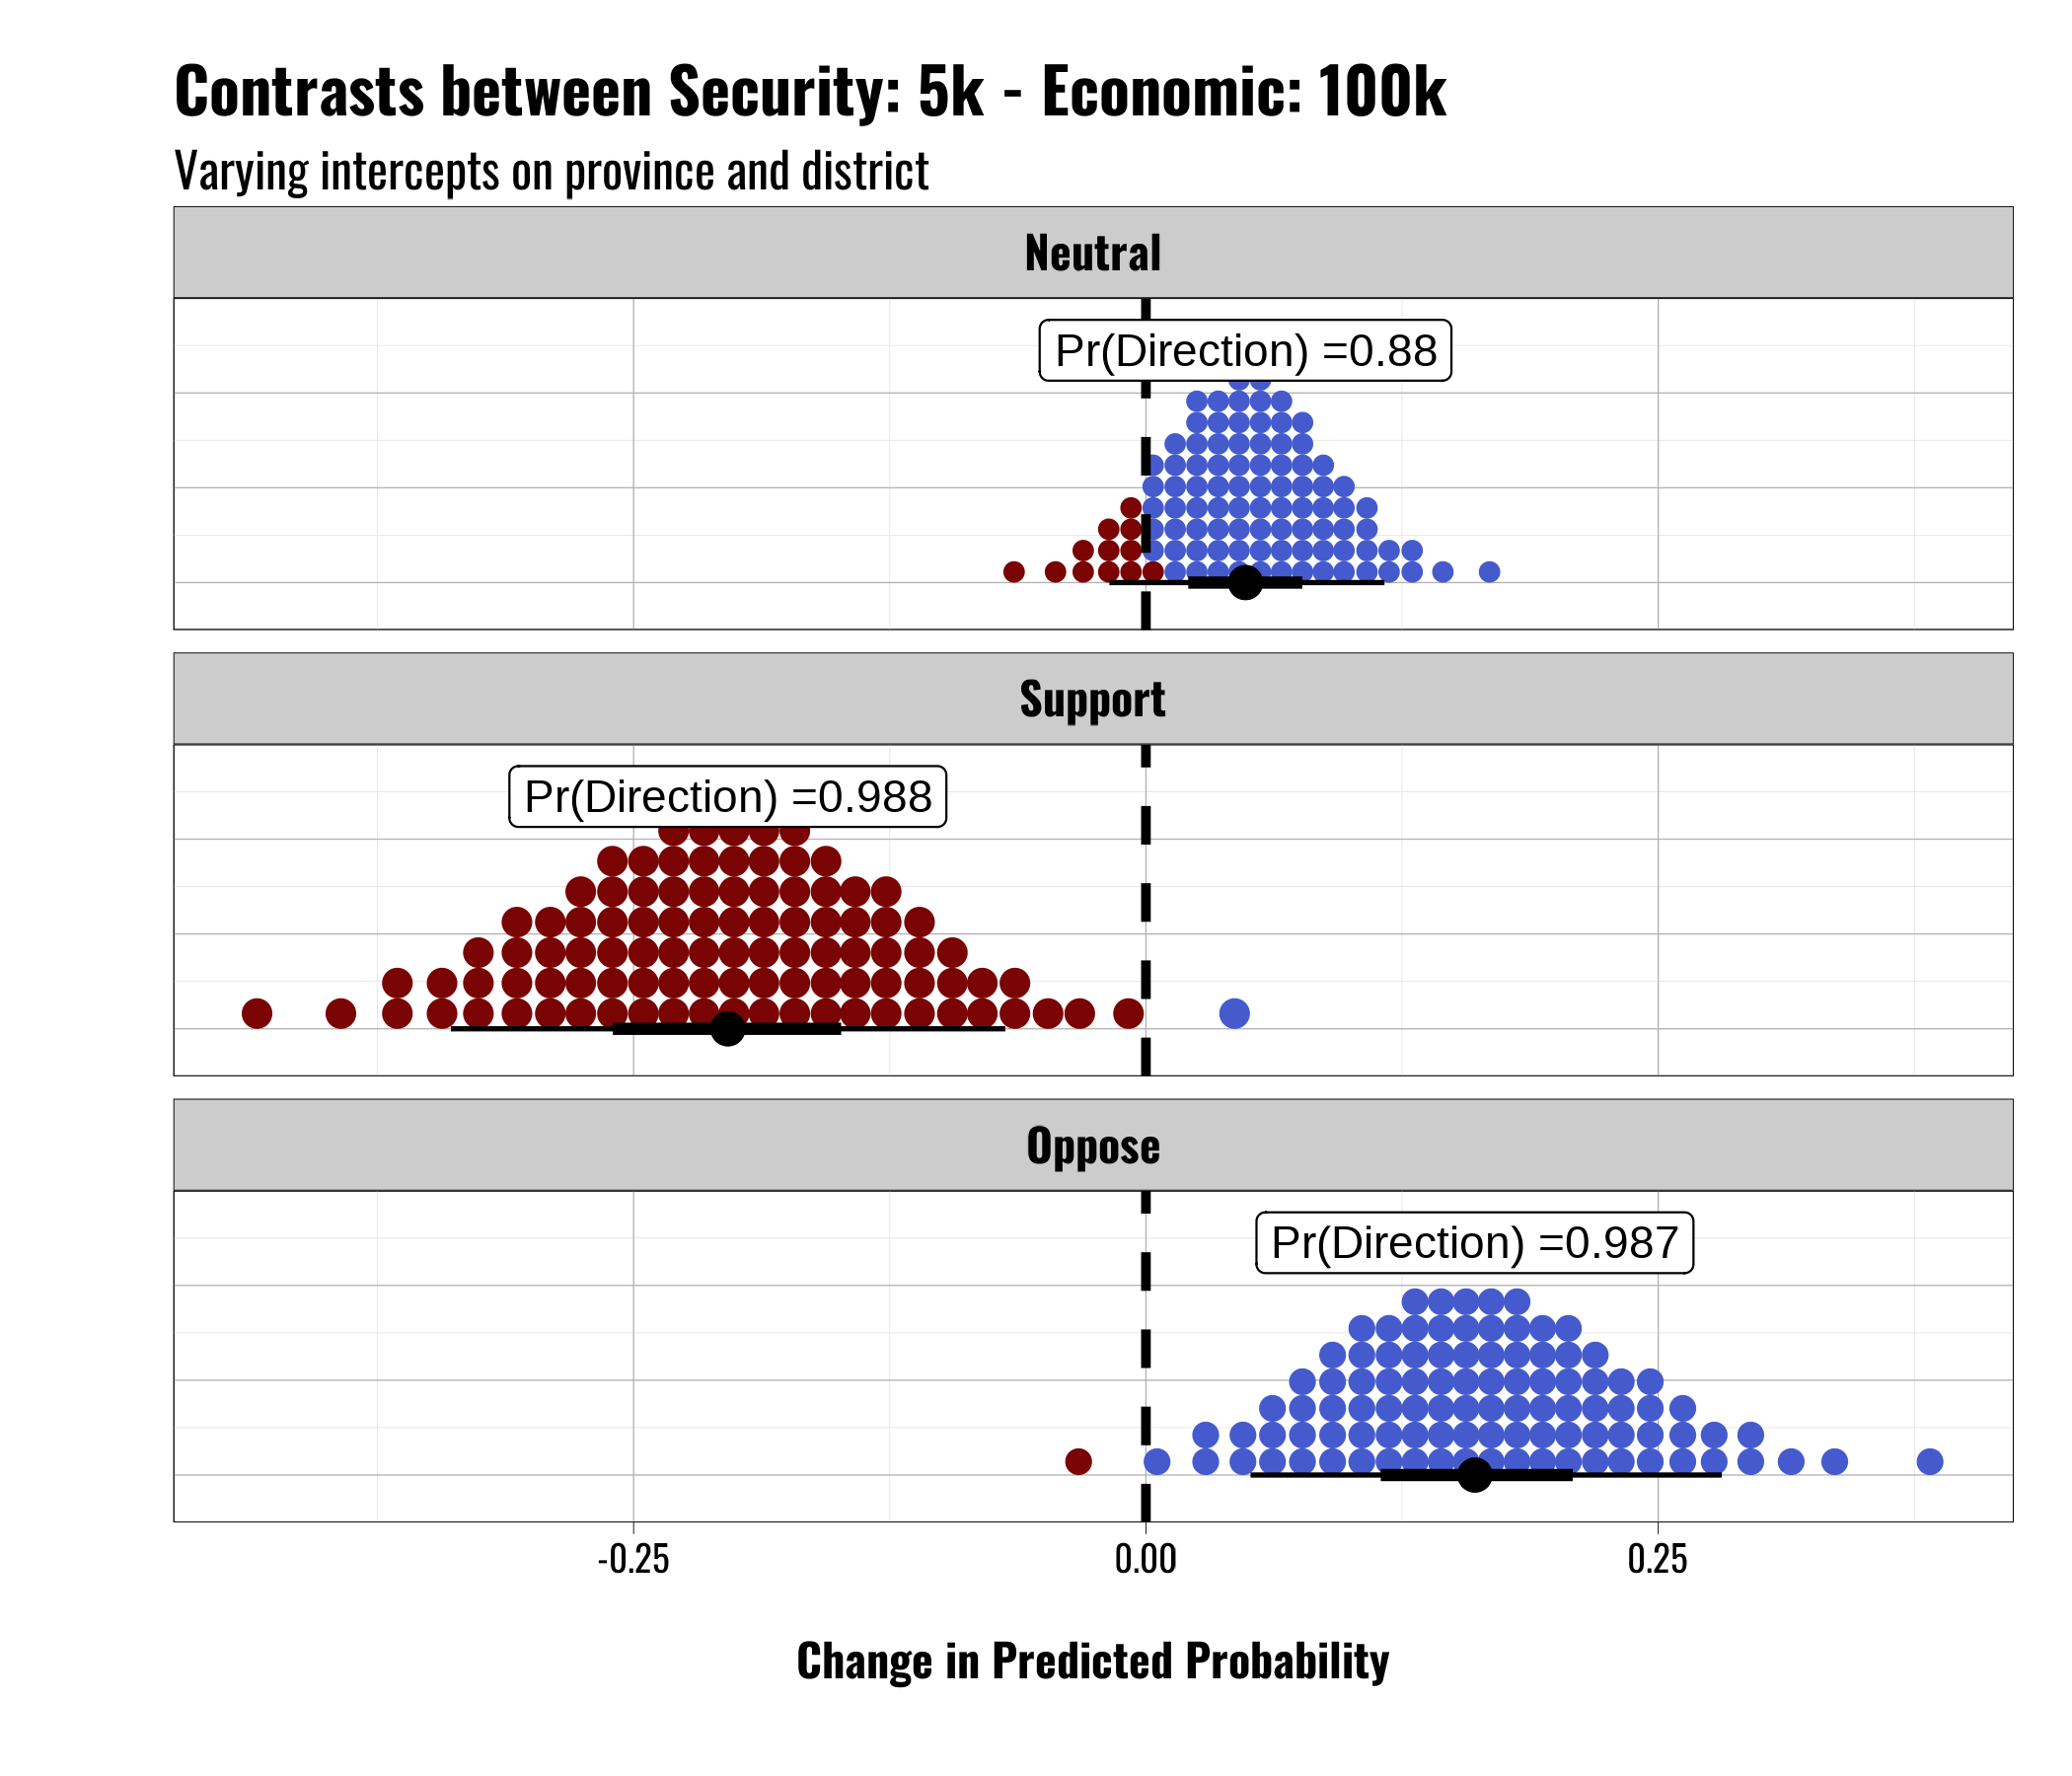 Contrasts between Security: 5k - Economic: 100k
Varying intercepts on province and district
Neutral
Pr(Direction) =0.88
Support
Pr(Direction) =0.988
Oppose
Pr(Direction) =0.987
-0.25 0.00 0.25
Change in Predicted Probability